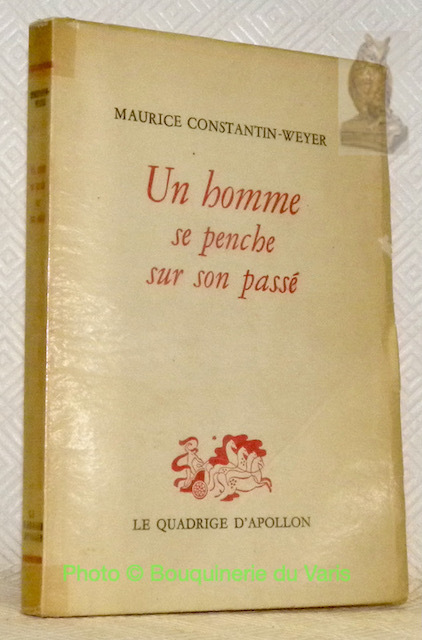 MAURICE CONSTANTIN-WEYER
Un homme
se penche
sur son passé
LE QUADRIGE D'APOLLON
Photo © Bouquinerie du Varis